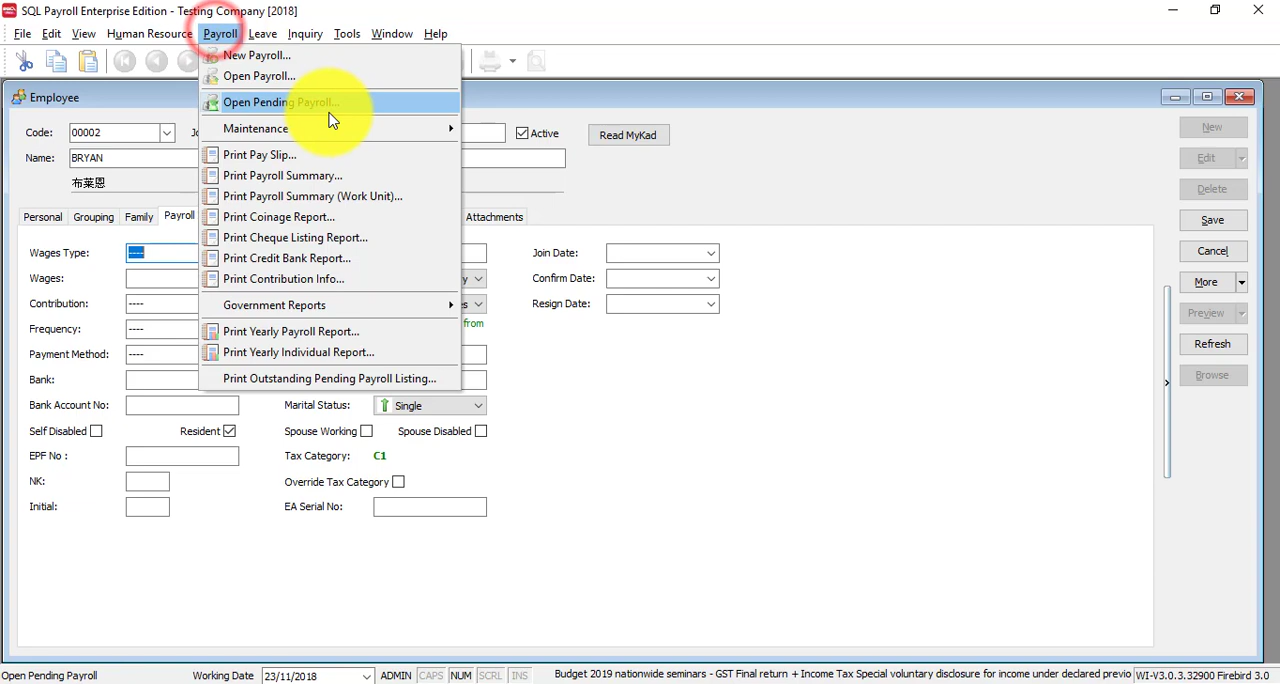 SQL Payroll Enterprise Edition - Testing Company [2018]
File Edit View Human Resource Payroll Leave Inquiry Tools Window Help
New Payroll...
Open Payroll...
Open Pending Payroll...
Maintenance
Print Pay Slip...
Print Payroll Summary...
Print Payroll Summary (Work Unit)...
Print Coinage Report...
Print Cheque Listing Report...
Print Credit Bank Report...
Print Contribution Info...
Government Reports
Print Yearly Payroll Report...
Print Yearly Individual Report...
Print Outstanding Pending Payroll Listing...
Employee
Code: 00002
Active
Read MyKad
Name: BRYAN
布莱恩
Personal Grouping Family Payroll
Attachments
Wages Type: ----
Wages:
Contribution: ----
Frequency: ----
from
Payment Method: ----
Bank:
Bank Account No:
Marital Status: Single
Self Disabled Resident Spouse Working Spouse Disabled
EPF No :
Tax Category: C1
NK:
Override Tax Category
Initial:
EA Serial No:
Join Date:
Confirm Date:
Resign Date:
New
Edit
Delete
Save
Cancel
More
Preview
Refresh
Browse
Open Pending Payroll Working Date 23/11/2018 ADMIN CAPS NUM SCRL INS Budget 2019 nationwide seminars - GST Final return + Income Tax Special voluntary disclosure for income under declared previo WI-V3.0.3.32900 Firebird 3.0